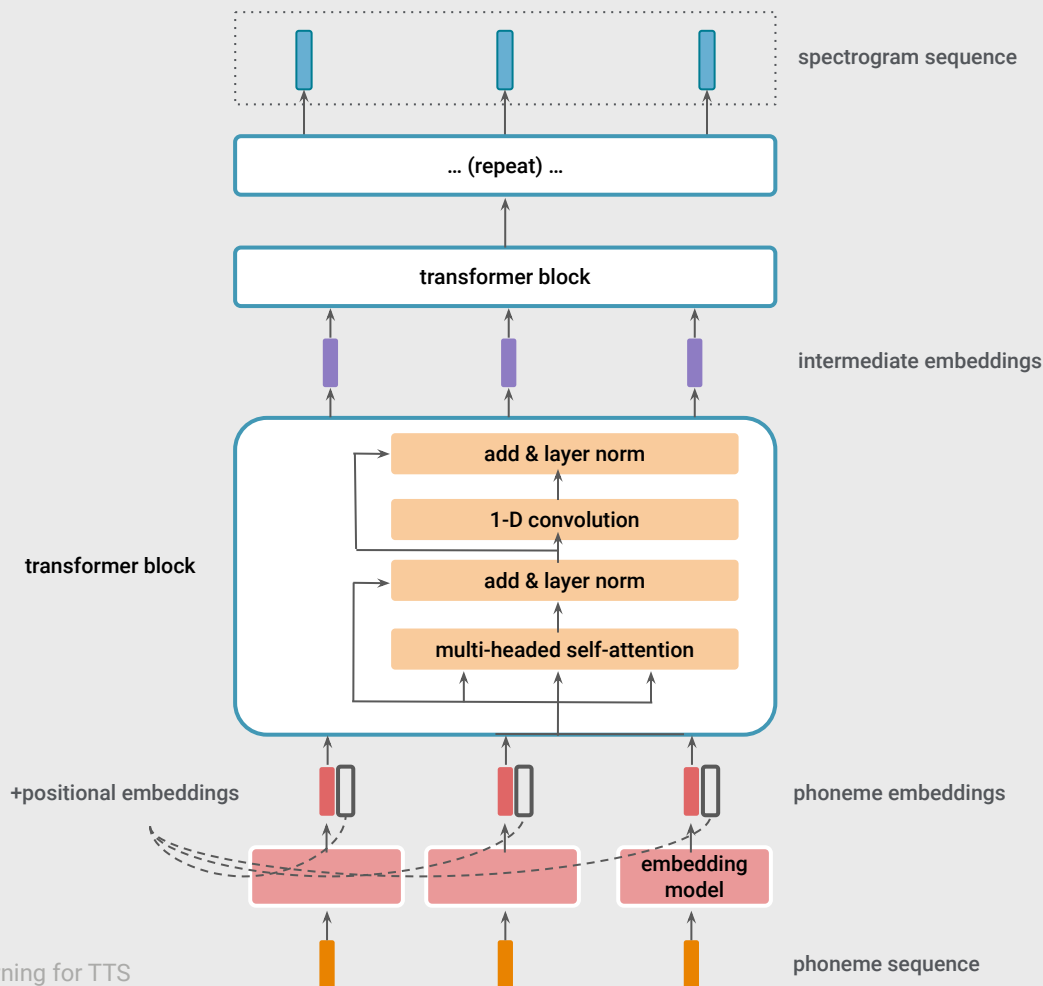 spectrogram sequence
... (repeat) ...
transformer block
intermediate embeddings
add & layer norm
1-D convolution
transformer block
add & layer norm
multi-headed self-attention
+positional embeddings
phoneme embeddings
embedding
model
phoneme sequence
ning for TTS